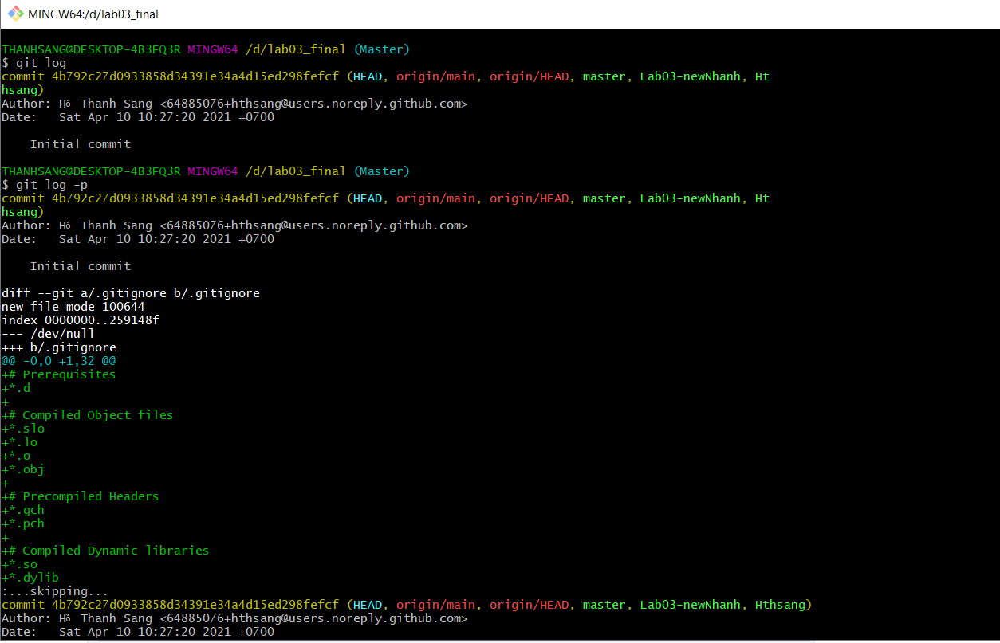 MINGW64:/d/lab03_final
THANHSANG@DESKTOP-4B3FQ3R MINGW64 /d/lab03_final (Master)
$ git log
commit 4b792c27d0933858d34391e34a4d15ed298fefcf (HEAD, origin/main, origin/HEAD, master, Lab03-newNhanh, Ht
hsang)
Author: Hồ Thanh Sang <64885076+hthsang@users.noreply.github.com>
Date:   Sat Apr 10 10:27:20 2021 +0700
    Initial commit
THANHSANG@DESKTOP-4B3FQ3R MINGW64 /d/lab03_final (Master)
$ git log -p
commit 4b792c27d0933858d34391e34a4d15ed298fefcf (HEAD, origin/main, origin/HEAD, master, Lab03-newNhanh, Ht
hsang)
Author: Hồ Thanh Sang <64885076+hthsang@users.noreply.github.com>
Date:   Sat Apr 10 10:27:20 2021 +0700
    Initial commit
diff --git a/.gitignore b/.gitignore
new file mode 100644
index 0000000..259148f
--- /dev/null
+++ b/.gitignore
@@ -0,0 +1,32 @@
+# Prerequisites
+*.d
+
+# Compiled Object files
+*.slo
+*.lo
+*.o
+*.obj
+
+# Precompiled Headers
+*.gch
+*.pch
+
+# Compiled Dynamic libraries
+*.so
+*.dylib
:...skipping...
commit 4b792c27d0933858d34391e34a4d15ed298fefcf (HEAD, origin/main, origin/HEAD, master, Lab03-newNhanh, Hthsang)
Author: Hồ Thanh Sang <64885076+hthsang@users.noreply.github.com>
Date:   Sat Apr 10 10:27:20 2021 +0700